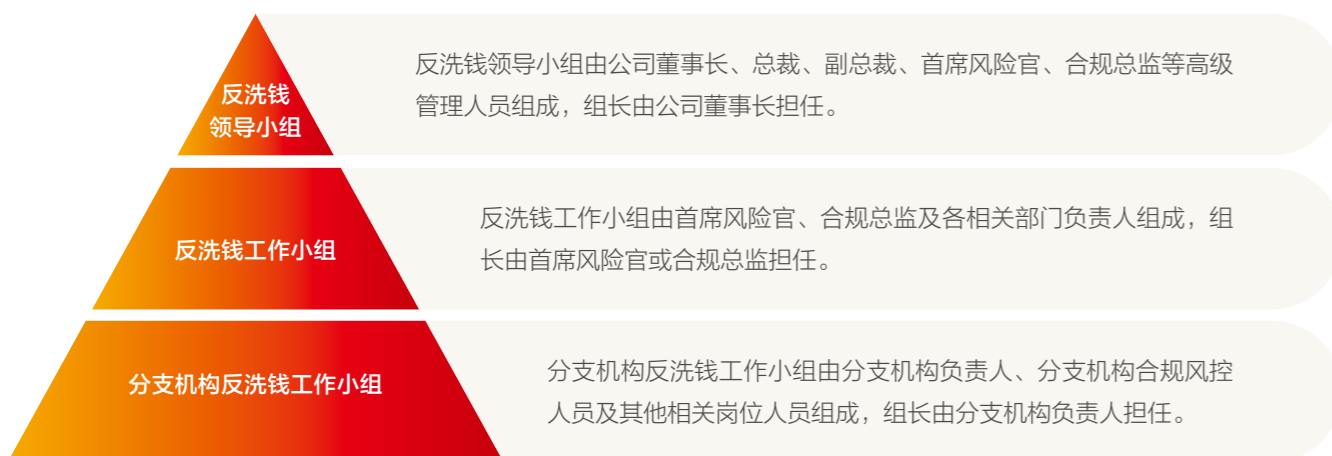 反洗钱
领导小组
反洗钱领导小组由公司董事长、总裁、副总裁、首席风险官、合规总监等高级
管理人员组成，组长由公司董事长担任。
反洗钱工作小组
反洗钱工作小组由首席风险官、合规总监及各相关部门负责人组成，组
长由首席风险官或合规总监担任。
分支机构反洗钱工作小组
分支机构反洗钱工作小组由分支机构负责人、分支机构合规风控
人员及其他相关岗位人员组成，组长由分支机构负责人担任。